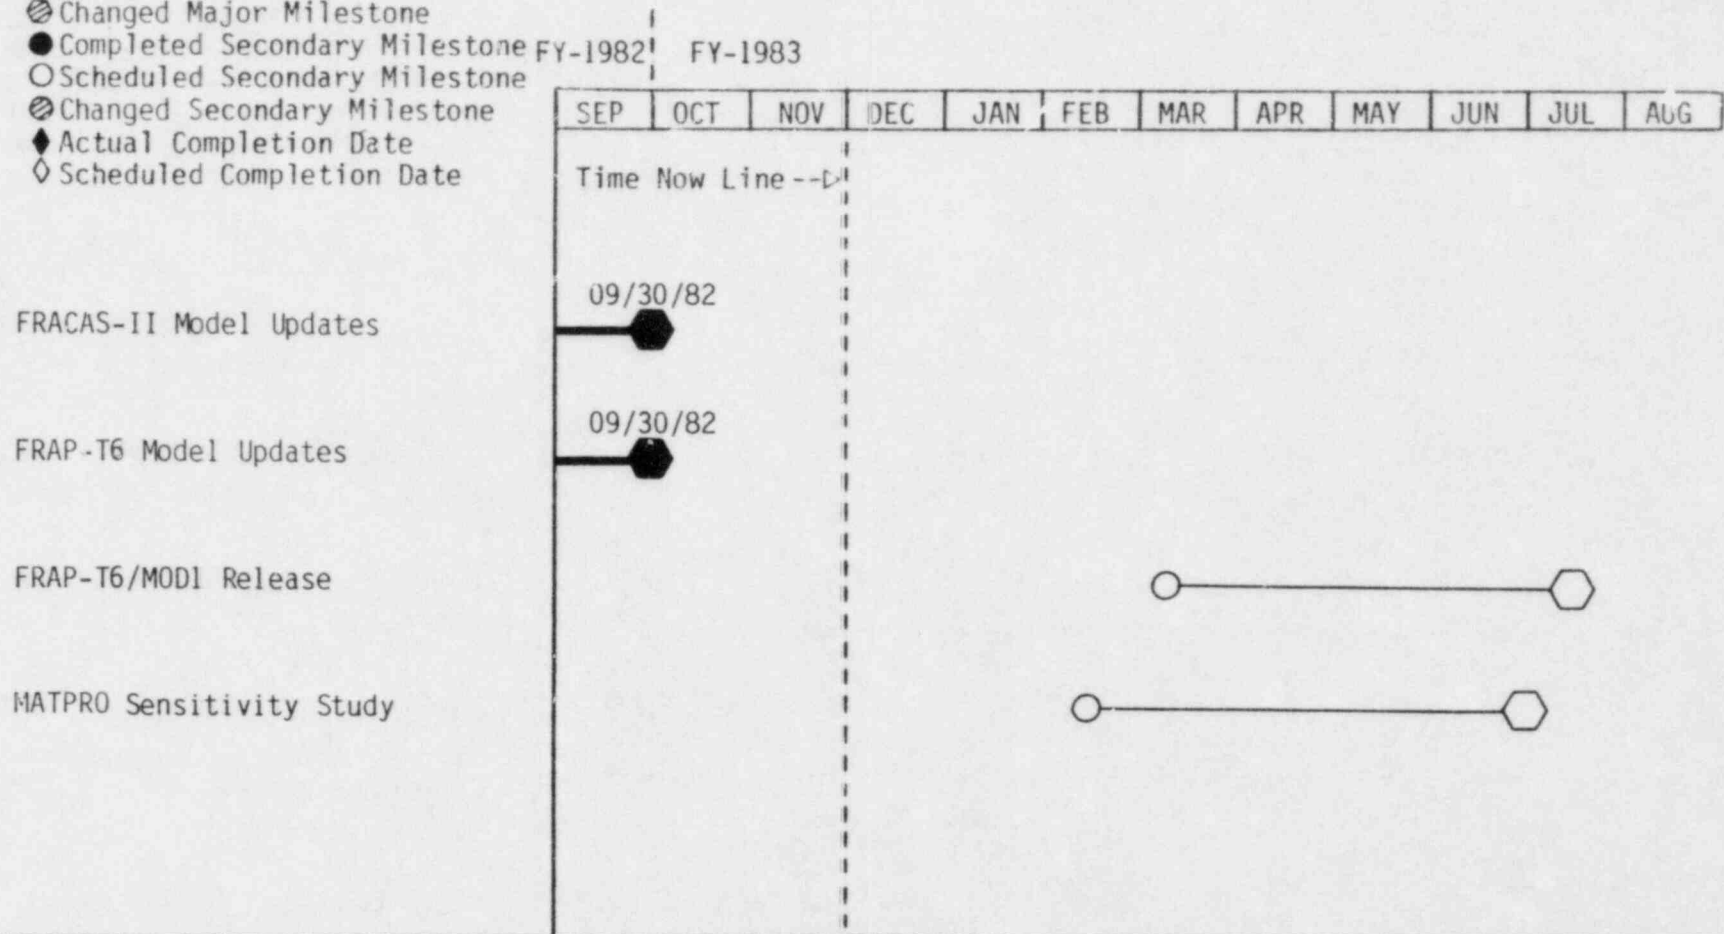 Changed Major Milestone
Completed Secondary Milestone
FY-1982 FY-1983
Scheduled Secondary Milestone
Changed Secondary Milestone
SEP OCT NOV DEC JAN FEB MAR APR MAY JUN JUL AUG
Actual Completion Date
Scheduled Completion Date
Time Now Line
09/30/82
FRACAS-II Model Updates
09/30/82
FRAP-T6 Model Updates
FRAP-T6/MOD1 Release
MATPRO Sensitivity Study